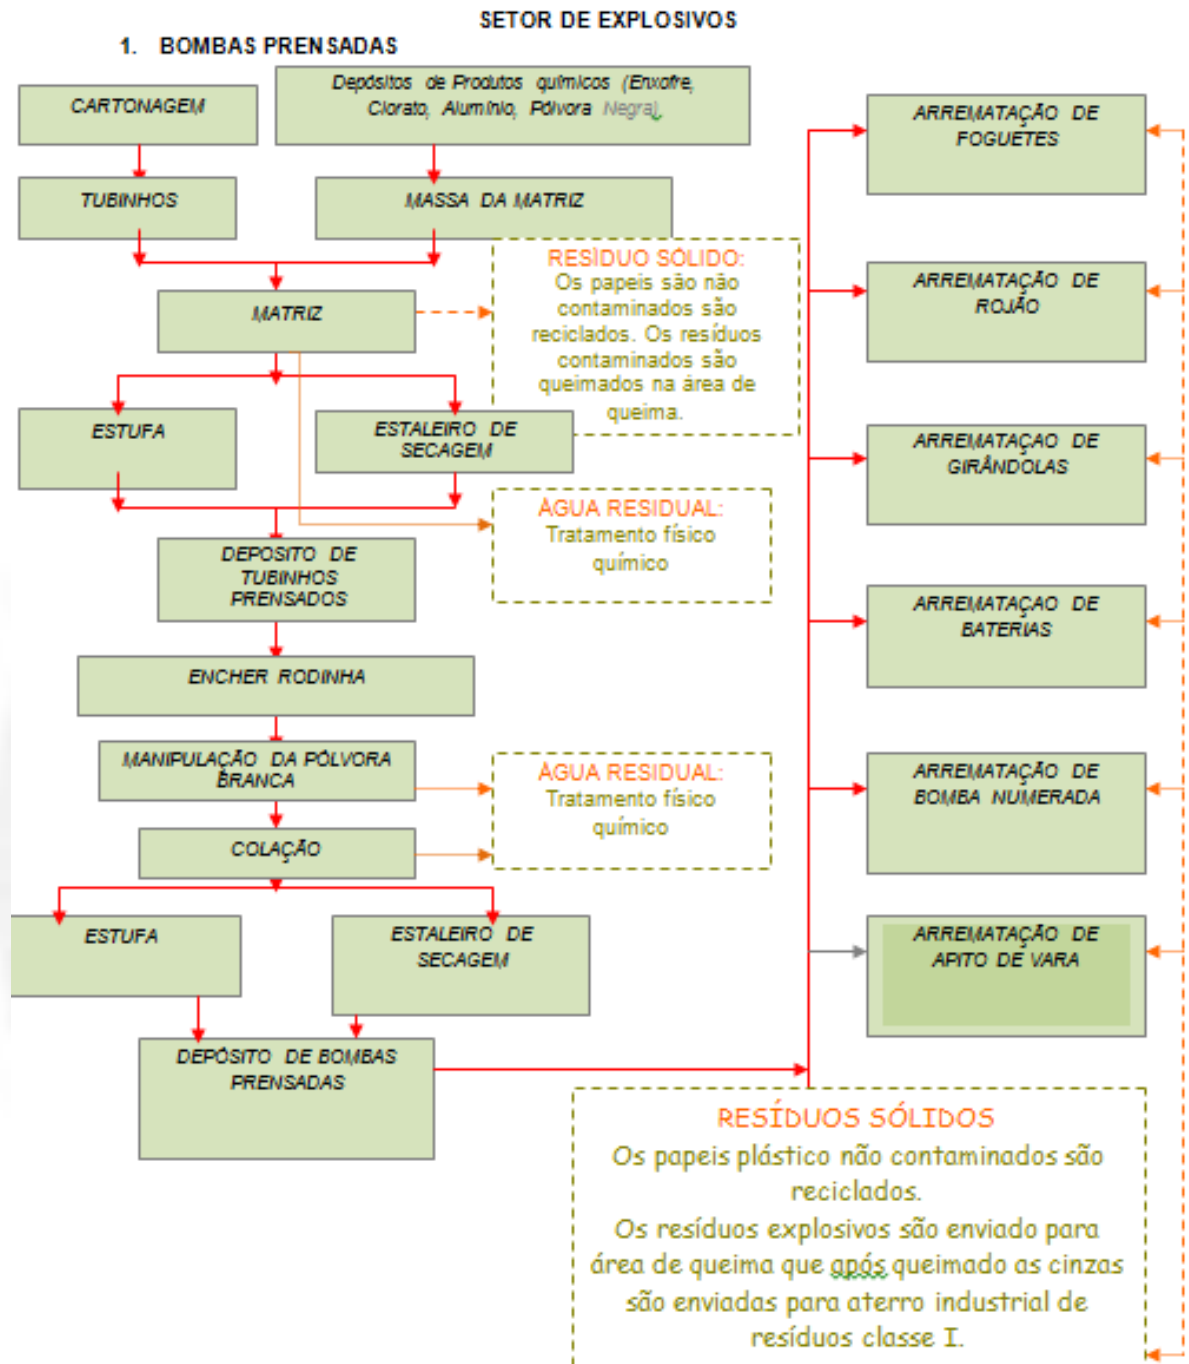 SETOR DE EXPLOSIVOS
1. BOMBAS PRENSADAS
CARTONAGEM
Depósitos de Produtos químicos (Enxofre,
Clorato, Alumínio, Pólvora Negra).
TUBINHOS
MASSA DA MATRIZ
MATRIZ
RESÍDUO SÓLIDO:
Os papeis são não
contaminados são
reciclados. Os resíduos
contaminados são
queimados na área de
queima.
ESTUFA
ESTALEIRO DE
SECAGEM
ÁGUA RESIDUAL:
Tratamento físico
químico
DEPOSITO DE
TUBINHOS
PRENSADOS
ENCHER RODINHA
MANIPULAÇÃO DA PÓLVORA
BRANCA
ÁGUA RESIDUAL:
Tratamento físico
químico
COLAÇÃO
ESTUFA
ESTALEIRO DE
SECAGEM
DEPÓSITO DE BOMBAS
PRENSADAS
ARREMATAÇÃO DE
FOGUETES
ARREMATAÇÃO DE
ROJÃO
ARREMATAÇAO DE
GIRÂNDOLAS
ARREMATAÇAO DE
BATERIAS
ARREMATAÇÃO DE
BOMBA NUMERADA
ARREMATAÇÃO DE
APITO DE VARA
RESÍDUOS SÓLIDOS
Os papeis plástico não contaminados são
reciclados.
Os resíduos explosivos são enviado para
área de queima que após queimado as cinzas
são enviadas para aterro industrial de
resíduos classe I.